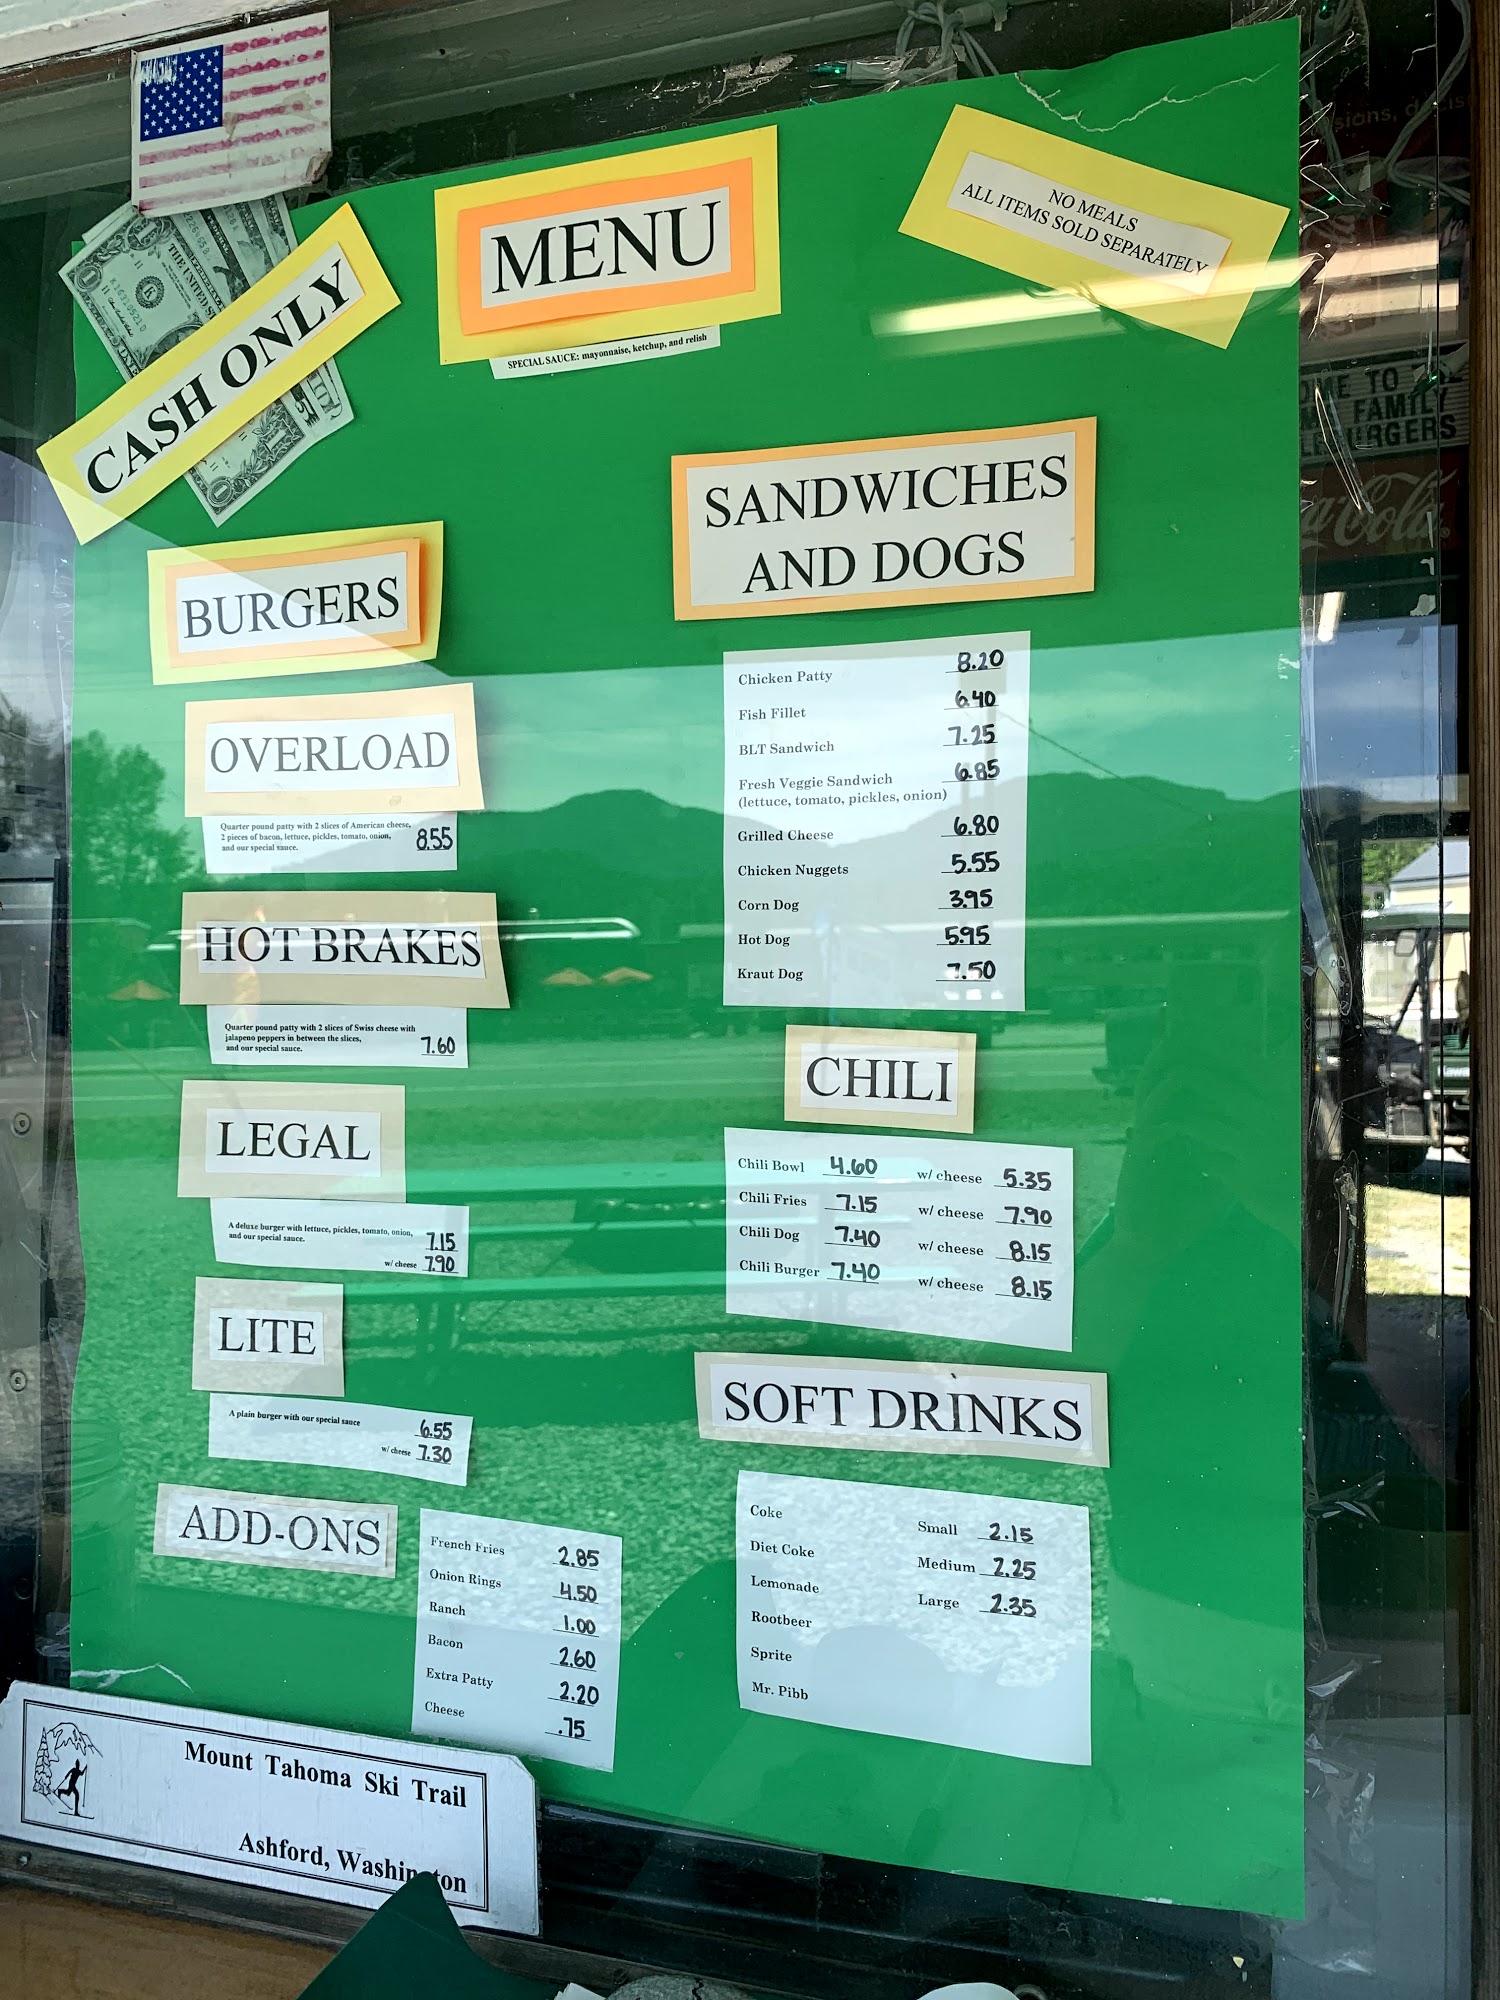 CASH ONLY
MENU
SPECIAL SAUCE: mayonnaise, ketchup, and relish
NO MEALS
ALL ITEMS SOLD SEPARATELY
BURGERS
OVERLOAD
Quarter pound patty with 2 slices of American cheese,
2 pieces of bacon, lettuce, pickles, tomato, onion,
and our special sauce. 8.55
HOT BRAKES
Quarter pound patty with 2 slices of Swiss cheese with
jalapeno peppers in between the slices,
and our special sauce. 7.60
LEGAL
A deluxe burger with lettuce, pickles, tomato, onion,
and our special sauce. 7.15
w/ cheese 7.90
LITE
A plain burger with our special sauce 6.55
w/ cheese 7.30
ADD-ONS
French Fries 2.85
Onion Rings 4.50
Ranch 1.00
Bacon 2.60
Extra Patty 2.20
Cheese .75
SANDWICHES
AND DOGS
Chicken Patty 8.20
Fish Fillet 6.40
BLT Sandwich 7.25
Fresh Veggie Sandwich 6.85
(lettuce, tomato, pickles, onion)
Grilled Cheese 6.80
Chicken Nuggets 5.55
Corn Dog 3.95
Hot Dog 5.95
Kraut Dog 7.50
CHILI
Chili Bowl 4.60 w/ cheese 5.35
Chili Fries 7.15 w/ cheese 7.90
Chili Dog 7.40 w/ cheese 8.15
Chili Burger 7.40 w/ cheese 8.15
SOFT DRINKS
Coke
Diet Coke
Lemonade
Rootbeer
Sprite
Mr. Pibb
Small 2.15
Medium 2.25
Large 2.35
Mount Tahoma Ski Trail
Ashford, Washington
TO
FAMILY
Coca-Cola